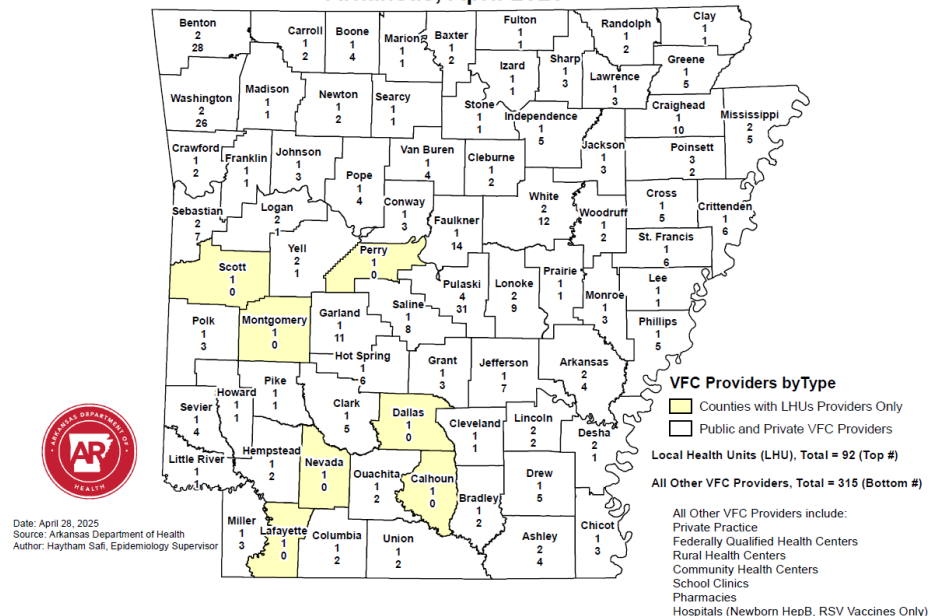 Benton
2
28
Carroll
1
2
Boone
1
4
Marion
1
1
Baxter
1
2
Fulton
1
1
Randolph
1
2
Clay
1
1
Izard
1
1
Sharp
1
3
Lawrence
1
3
Greene
1
5
Washington
2
26
Madison
1
1
Newton
1
2
Searcy
1
1
Stone
1
1
Independence
1
5
Craighead
1
10
Mississippi
2
5
Crawford
1
2
Franklin
1
1
Johnson
1
3
Pope
1
4
Van Buren
1
4
Cleburne
1
2
Jackson
1
3
Poinsett
3
2
Sebastian
2
7
Logan
2
1
Conway
1
3
Faulkner
1
14
White
2
12
Woodruff
1
2
Cross
1
5
Crittenden
1
6
St. Francis
1
6
Scott
1
0
Yell
2
1
Perry
1
0
Pulaski
4
31
Lonoke
2
9
Prairie
1
1
Monroe
1
3
Lee
1
1
Phillips
1
5
Polk
1
3
Montgomery
1
0
Garland
1
11
Saline
1
8
Hot Spring
1
6
Grant
1
3
Jefferson
1
7
Arkansas
2
4
Sevier
1
4
Howard
1
1
Pike
1
1
Clark
1
5
Dallas
1
0
Cleveland
1
1
Lincoln
2
2
Desha
2
1
Little River
1
1
Hempstead
1
2
Nevada
1
0
Ouachita
1
2
Calhoun
1
0
Bradley
1
2
Drew
1
5
Miller
1
3
Lafayette
1
0
Columbia
1
2
Union
1
2
Ashley
2
4
Chicot
1
3
VFC Providers byType
Counties with LHUs Providers Only
Public and Private VFC Providers
Local Health Units (LHU), Total = 92 (Top #)
All Other VFC Providers, Total = 315 (Bottom #)
All Other VFC Providers include:
Private Practice
Federally Qualified Health Centers
Rural Health Centers
Community Health Centers
School Clinics
Pharmacies
Hospitals (Newborn HepB, RSV Vaccines Only)
ARKANSAS DEPARTMENT OF
AR
HEALTH
Date: April 28, 2025
Source: Arkansas Department of Health
Author: Haytham Safi, Epidemiology Supervisor